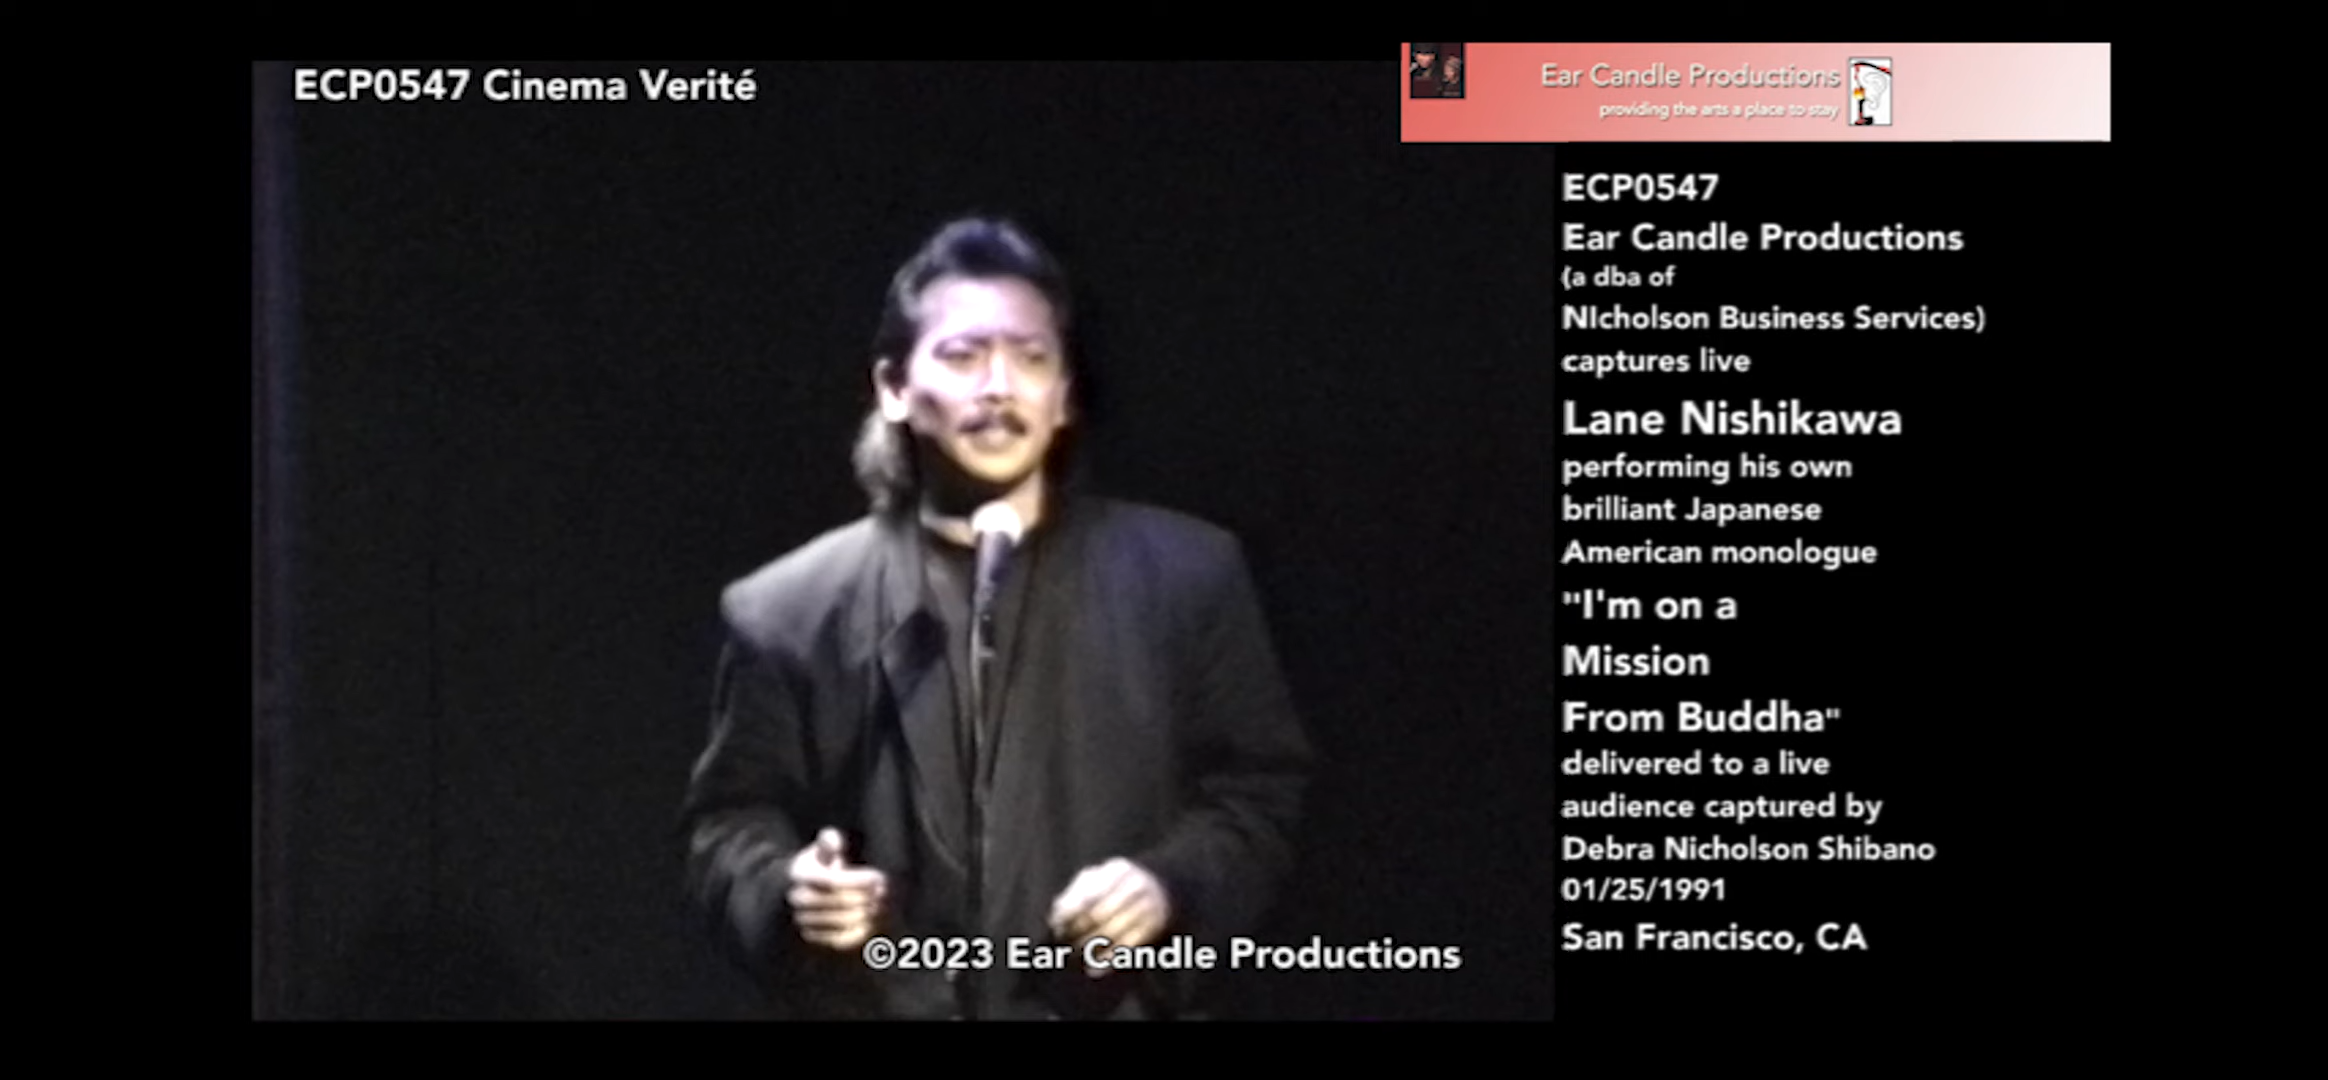 ECP0547 Cinema Verité
Ear Candle Productions
providing the arts a place to stay
ECP0547
Ear Candle Productions
(a dba of
NIcholson Business Services)
captures live
Lane Nishikawa
performing his own
brilliant Japanese
American monologue
"I'm on a
Mission
From Buddha"
delivered to a live
audience captured by
Debra Nicholson Shibano
01/25/1991
San Francisco, CA
©2023 Ear Candle Productions